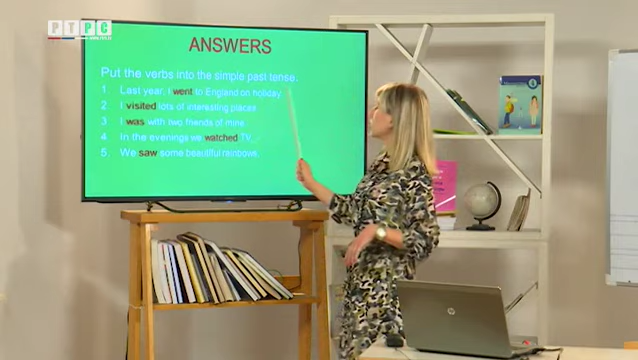 РТРС
ANSWERS
Put the verbs into the simple past tense.
1. Last year, I went to England on holiday.
2. I visited lots of interesting places.
3. I was with two friends of mine.
4. In the evenings we watched TV.
5. We saw some beautiful rainbows.
hp